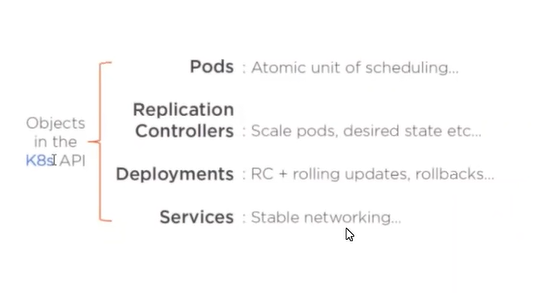 Pods : Atomic unit of scheduling...
Replication
Controllers : Scale pods, desired state etc...
Objects
in the
K8s API
Deployments : RC + rolling updates, rollbacks...
Services : Stable networking...